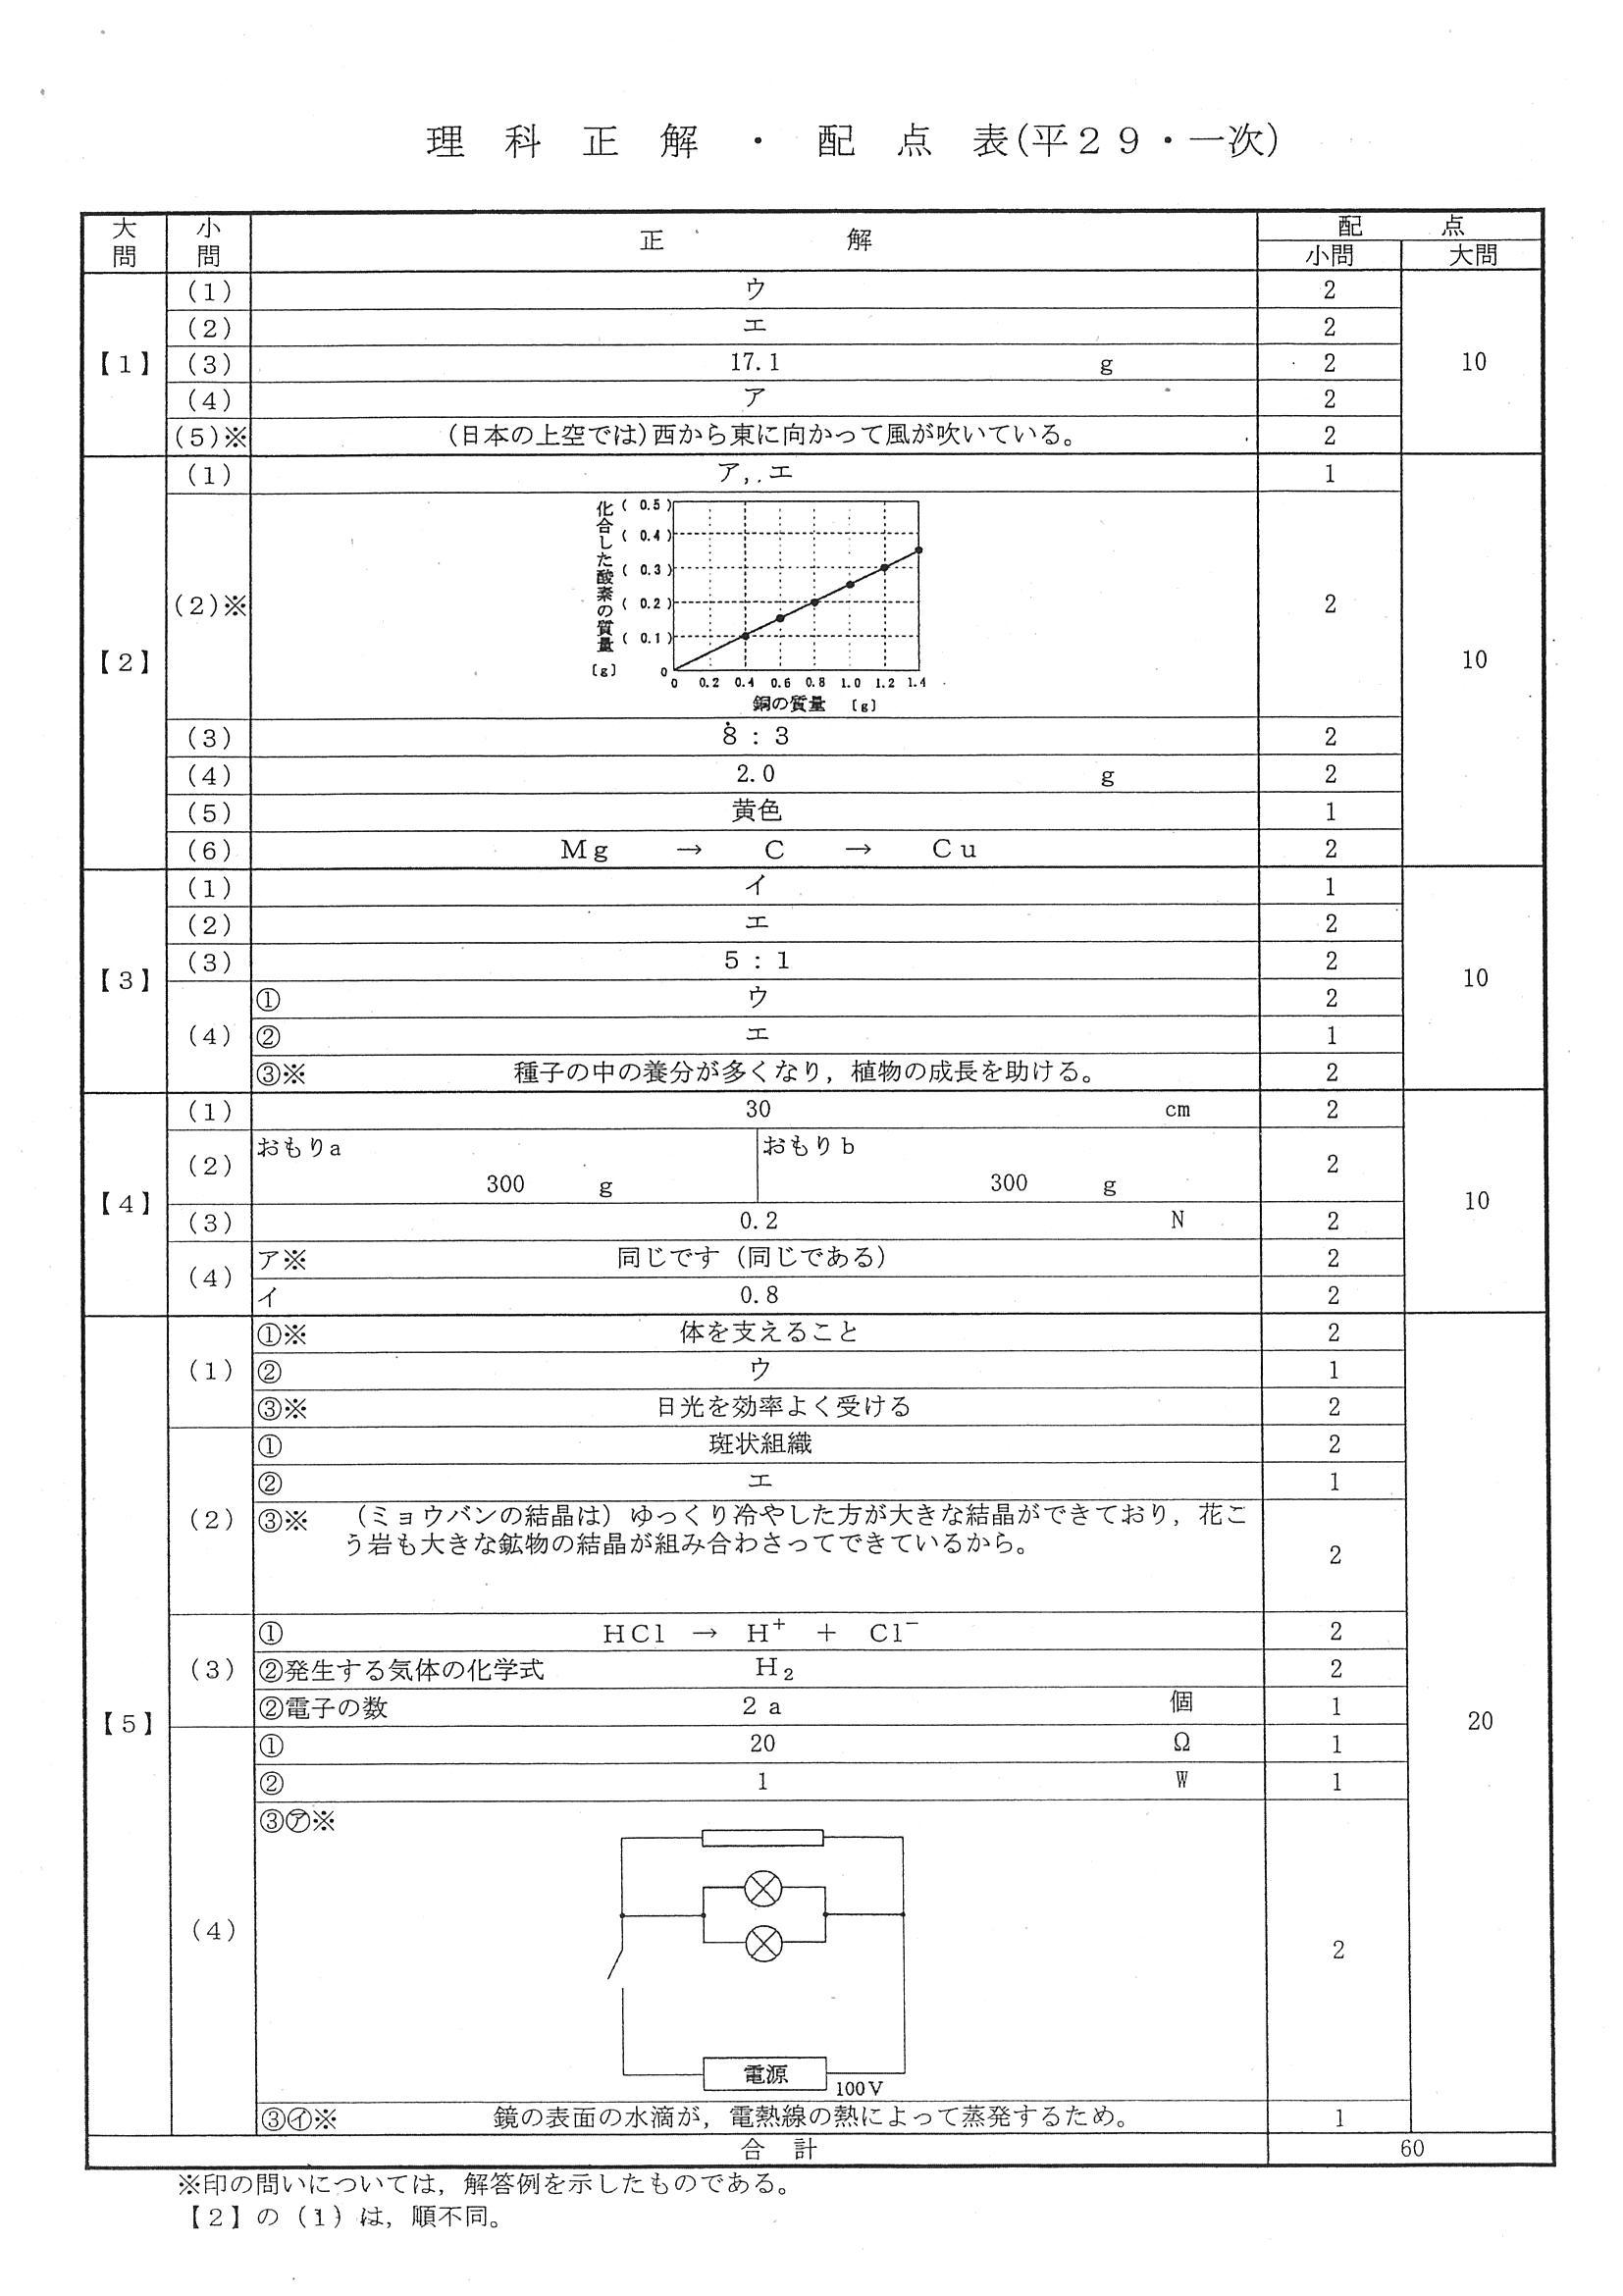 理科正解・配点表(平２９・一次)
大問 小問 正解 配点
小問 大問
【１】 (１) ウ 2 10
(２) エ 2
(３) 17.1 g 2
(４) ア 2
(５)※ (日本の上空では)西から東に向かって風が吹いている。 2
【２】 (１) ア, エ 1 10
(２)※ 2
化合した酸素の質量 [g]
( 0.5 )
( 0.4 )
( 0.3 )
( 0.2 )
( 0.1 )
0
0 0.2 0.4 0.6 0.8 1.0 1.2 1.4
銅の質量 [g]
(３) 8 : 3 2
(４) 2.0 g 2
(５) 黄色 1
(６) Mg → C → Cu 2
【３】 (１) イ 1 10
(２) エ 2
(３) 5 : 1 2
(４) ① ウ 2
② エ 1
③※ 種子の中の養分が多くなり，植物の成長を助ける。 2
【４】 (１) 30 cm 2 10
(２) おもりa 300 g おもりｂ 300 g 2
(３) 0.2 N 2
(４) ア※ 同じです（同じである） 2
イ 0.8 2
【５】 (１) ①※ 体を支えること 2 20
② ウ 1
③※ 日光を効率よく受ける 2
(２) ① 斑状組織 2
② エ 1
③※ （ミョウバンの結晶は）ゆっくり冷やした方が大きな結晶ができており，花こ
う岩も大きな鉱物の結晶が組み合わさってできているから。 2
(３) ① HCl → H⁺ ＋ Cl⁻ 2
②発生する気体の化学式 H₂ 2
②電子の数 2a 個 1
(４) ① 20 Ω 1
② 1 W 1
③㋐※ 2
電源
100V
③㋑※ 鏡の表面の水滴が，電熱線の熱によって蒸発するため。 1
合計 60
※印の問いについては，解答例を示したものである。
【２】の（１）は，順不同。